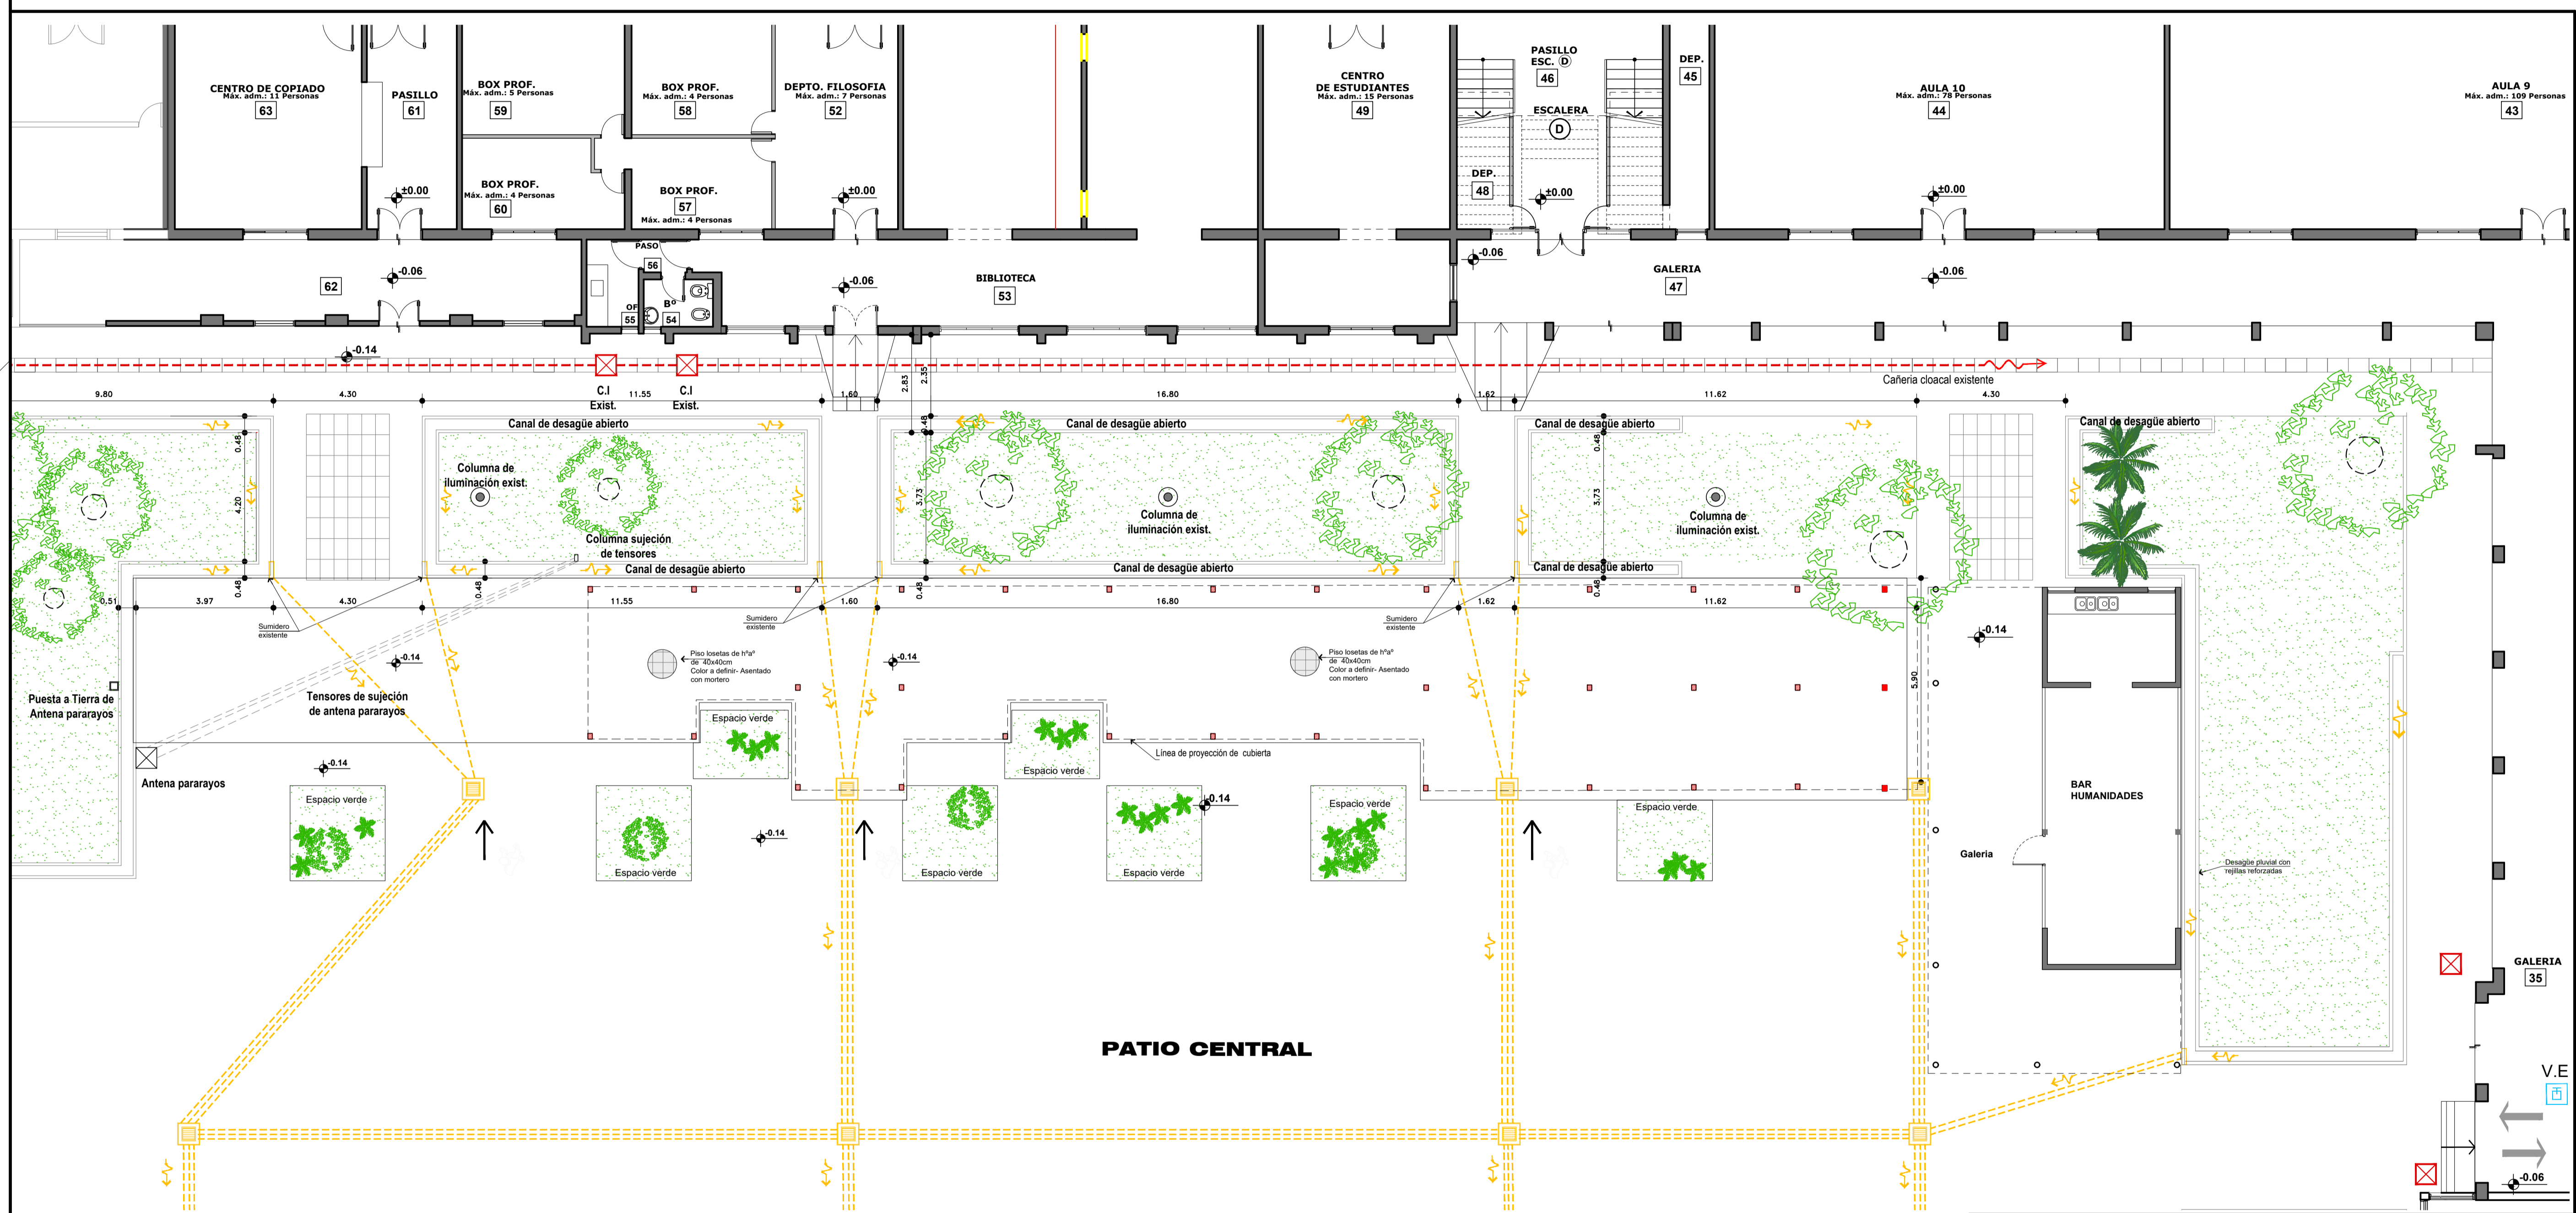 CENTRO DE COPIADO
Máx. adm.: 11 Personas
63
PASILLO
61
BOX PROF.
Máx. adm.: 5 Personas
59
BOX PROF.
Máx. adm.: 4 Personas
58
DEPTO. FILOSOFIA
Máx. adm.: 7 Personas
52
CENTRO
DE ESTUDIANTES
Máx. adm.: 15 Personas
49
PASILLO
ESC. D
46
ESCALERA
D
DEP.
45
AULA 10
Máx. adm.: 78 Personas
44
AULA 9
Máx. adm.: 109 Personas
43
BOX PROF.
Máx. adm.: 4 Personas
60
BOX PROF.
57
Máx. adm.: 4 Personas
DEP.
48
±0.00
±0.00
±0.00
±0.00
PASO
56
62
-0.06
OF
55
Bº
54
-0.06
BIBLIOTECA
53
-0.06
GALERIA
47
-0.06
-0.14
C.I
Exist.
C.I
Exist.
2.83
2.35
Cañeria cloacal existente
9.80
4.30
11.55
1.60
16.80
1.62
11.62
4.30
Canal de desagüe abierto
Canal de desagüe abierto
Canal de desagüe abierto
Canal de desagüe abierto
0.48
0.48
0.48
4.20
3.73
3.73
Columna de
iluminación exist.
Columna de
iluminación exist.
Columna de
iluminación exist.
Columna sujeción
de tensores
Canal de desagüe abierto
Canal de desagüe abierto
Canal de desagüe abierto
0.48
0.48
0.48
0.48
0.51
3.97
4.30
11.55
1.60
16.80
1.62
11.62
Sumidero
existente
Sumidero
existente
Sumidero
existente
-0.14
-0.14
-0.14
Piso losetas de hºaº
de 40x40cm
Color a definir- Asentado
con mortero
Piso losetas de hºaº
de 40x40cm
Color a definir- Asentado
con mortero
5.90
Puesta a Tierra de
Antena pararayos
Tensores de sujeción
de antena pararayos
Espacio verde
Línea de proyección de cubierta
Espacio verde
-0.14
Antena pararayos
Espacio verde
-0.14
Espacio verde
Espacio verde
BAR
HUMANIDADES
-0.14
Galeria
Espacio verde
Espacio verde
Espacio verde
Desagüe pluvial con
rejillas reforzadas
GALERIA
35
PATIO CENTRAL
V.E
-0.06